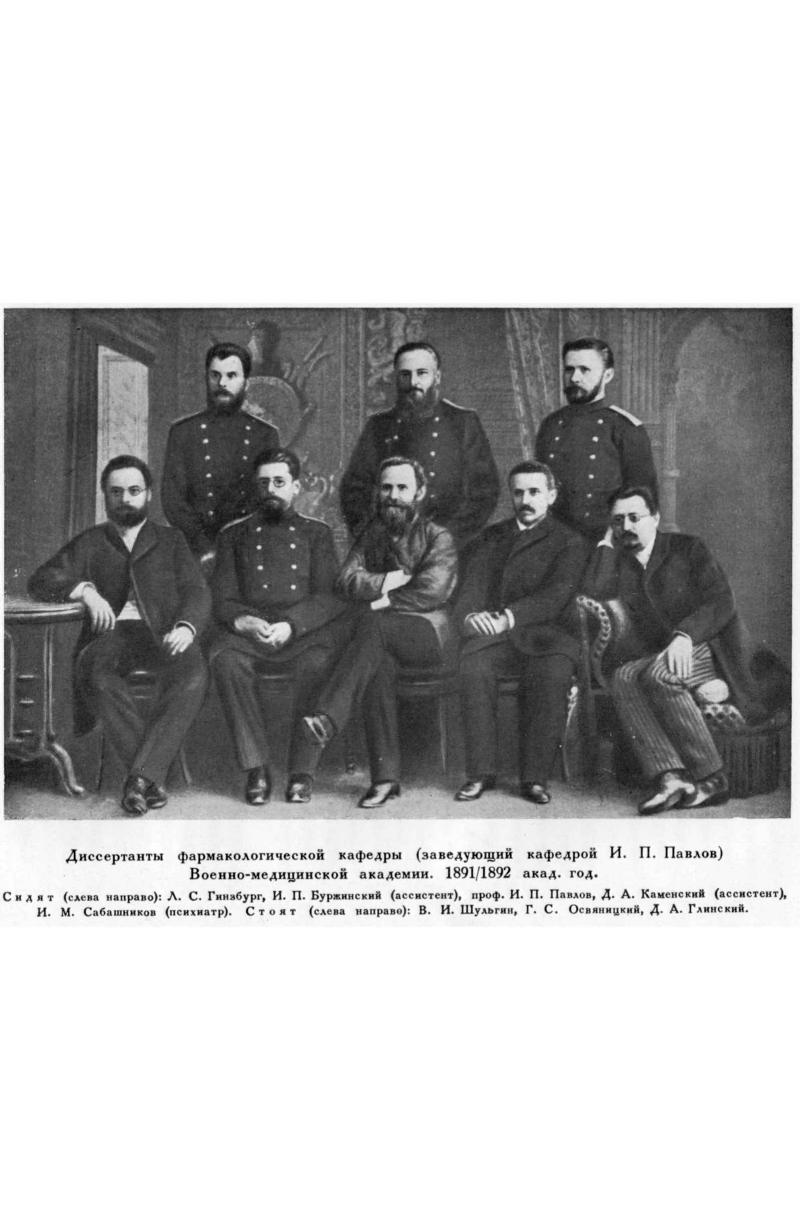 Диссертанты фармакологической кафедры (заведующий кафедрой И. П. Павлов)
Военно-медицинской академии. 1891/1892 акад. год.
Сидят (слева направо): Л. С. Гинзбург, И. П. Буржинский (ассистент), проф. И. П. Павлов, Д. А. Каменский (ассистент),
И. М. Сабашников (психиатр). Стоят (слева направо): В. И. Шульгин, Г. С. Освяницкий, Д. А. Глинский.